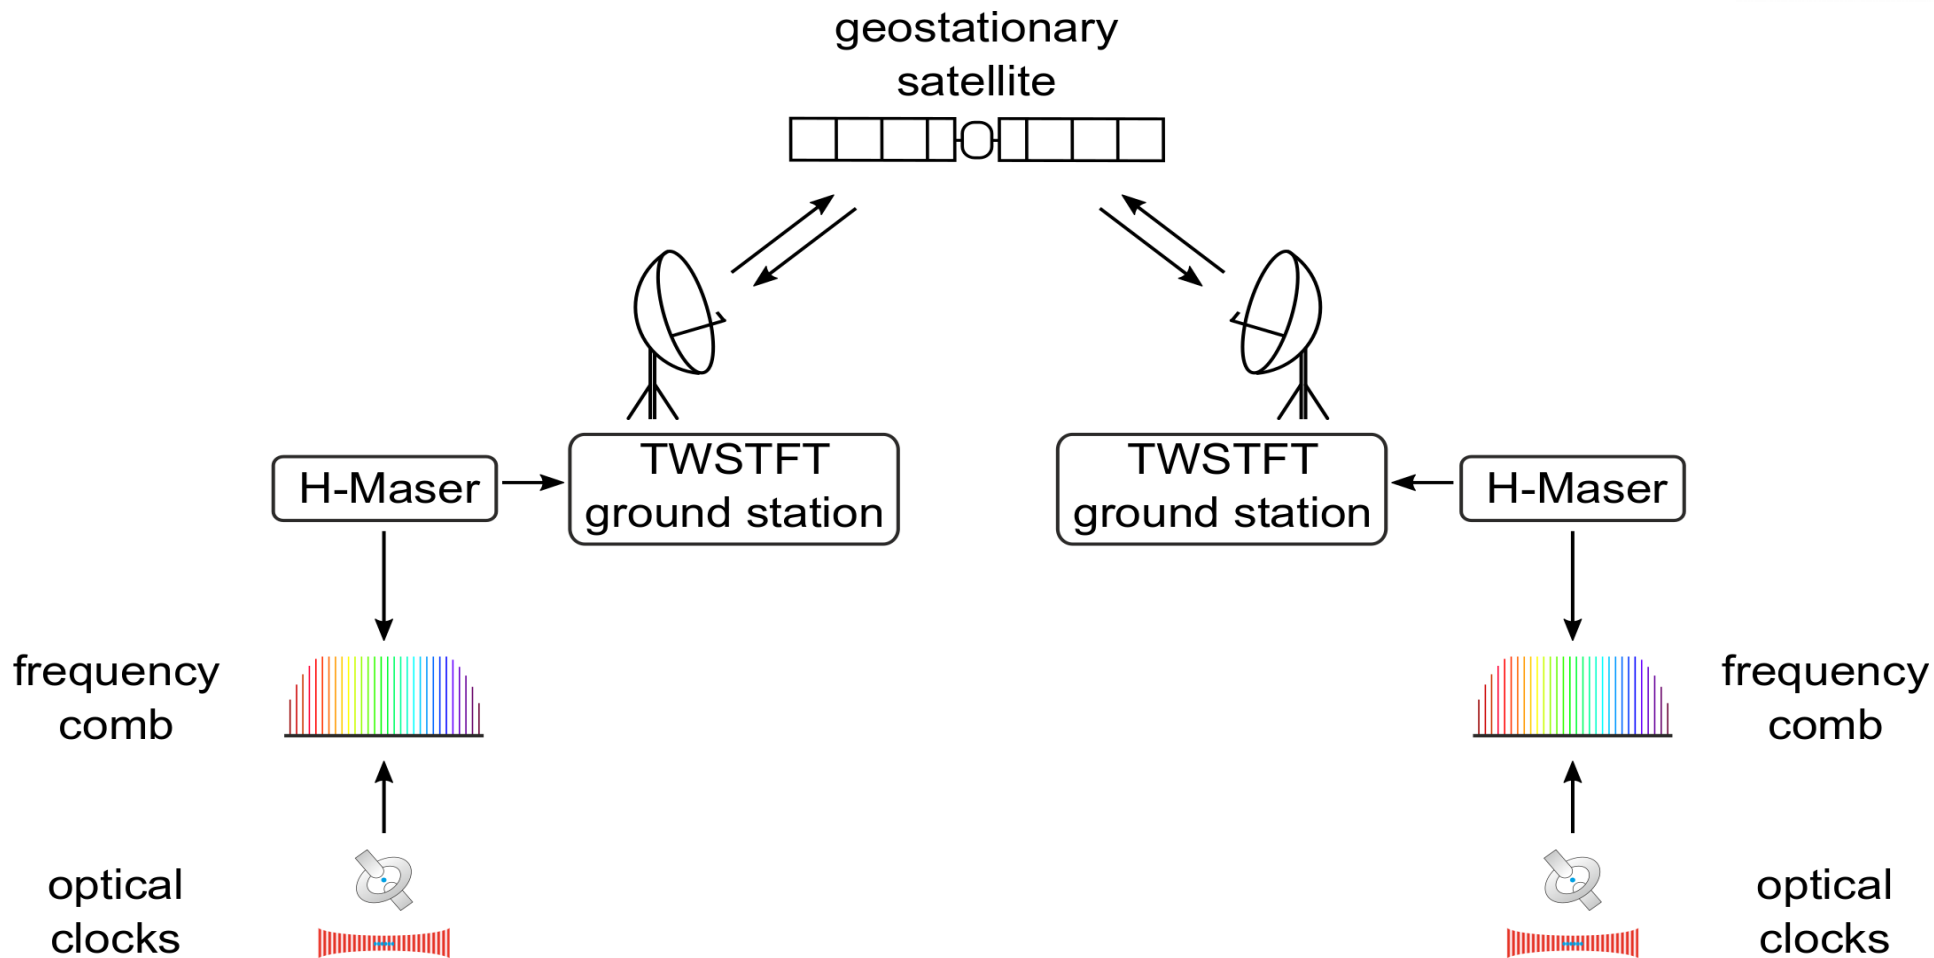 geostationary
satellite
TWSTFT
ground station
H-Maser
TWSTFT
ground station
H-Maser
frequency
comb
frequency
comb
optical
clocks
optical
clocks